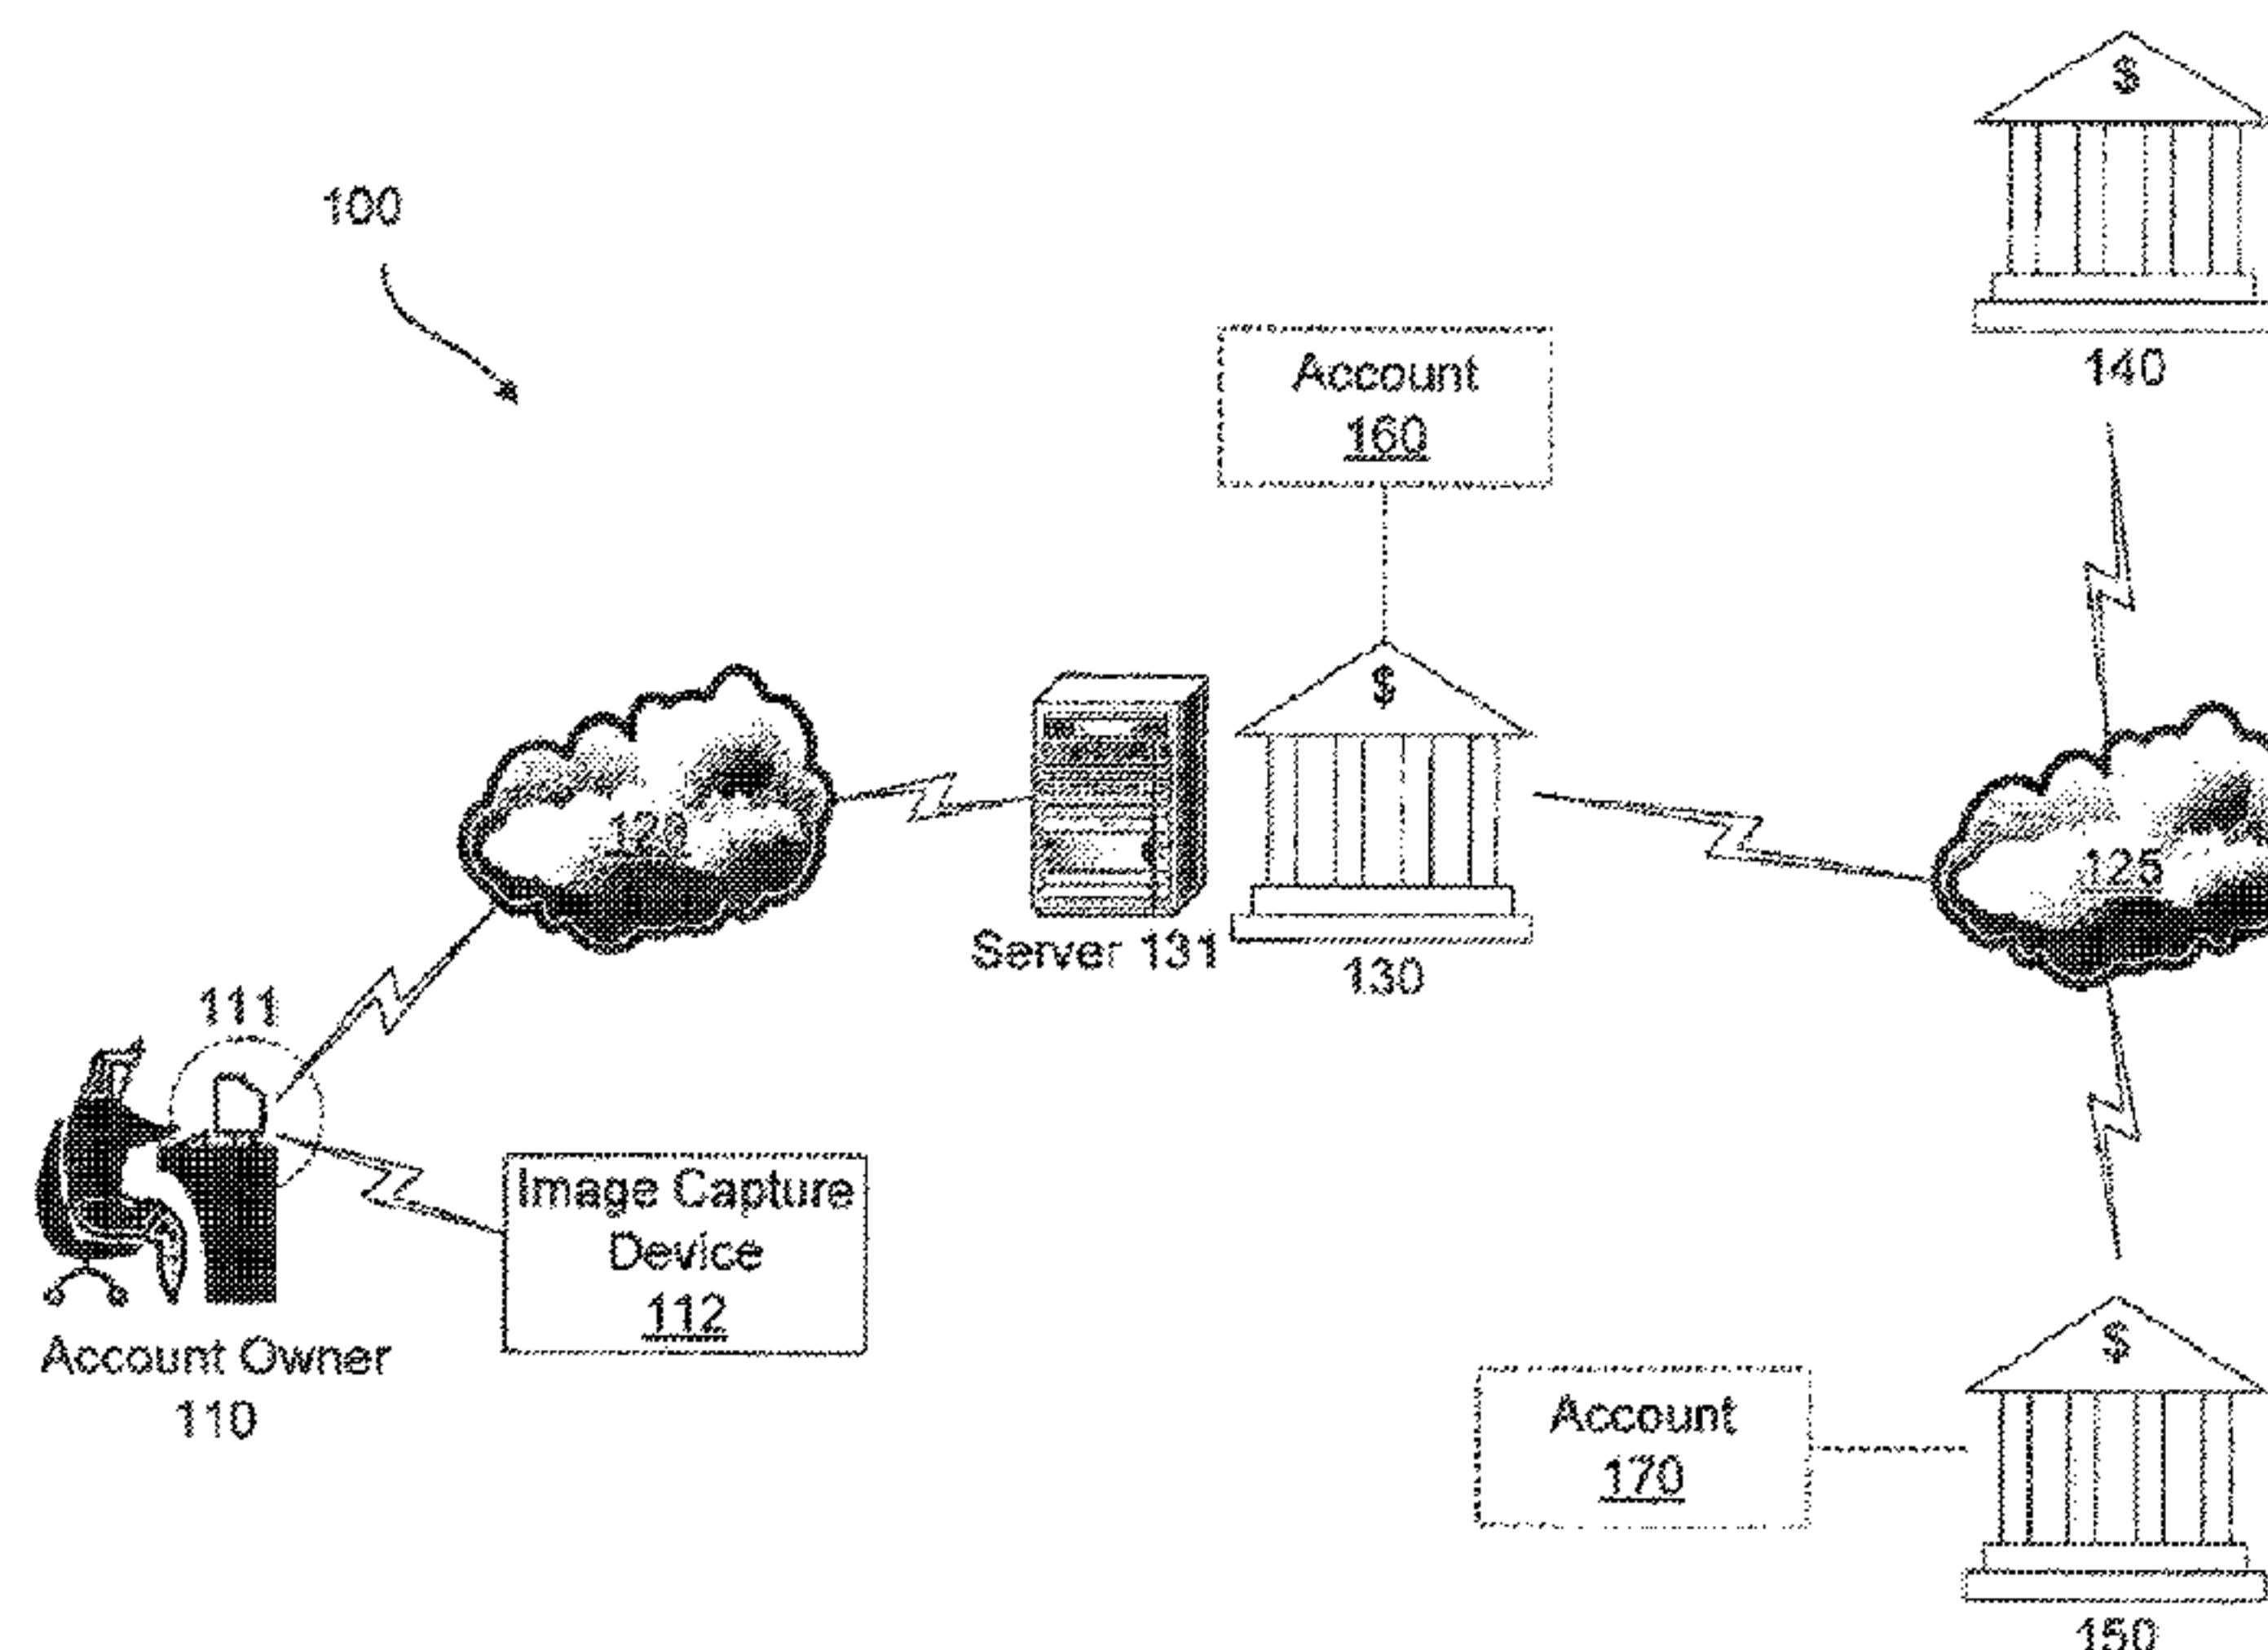 $
100
140
Account
160
$
120
125
Server 131
130
111
Image Capture
Device
112
Account Owner
110
$
Account
170
150